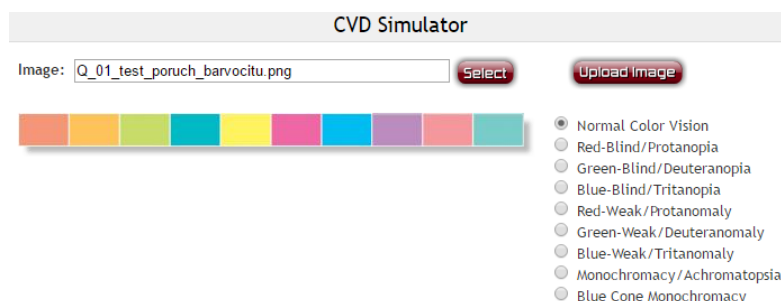 CVD Simulator
Image: Q_01_test_poruch_barvocitu.png Select Upload Image
Normal Color Vision
Red-Blind/Protanopia
Green-Blind/Deuteranopia
Blue-Blind/Tritanopia
Red-Weak/Protanomaly
Green-Weak/Deuteranomaly
Blue-Weak/Tritanomaly
Monochromacy/Achromatopsia
Blue Cone Monochromacy